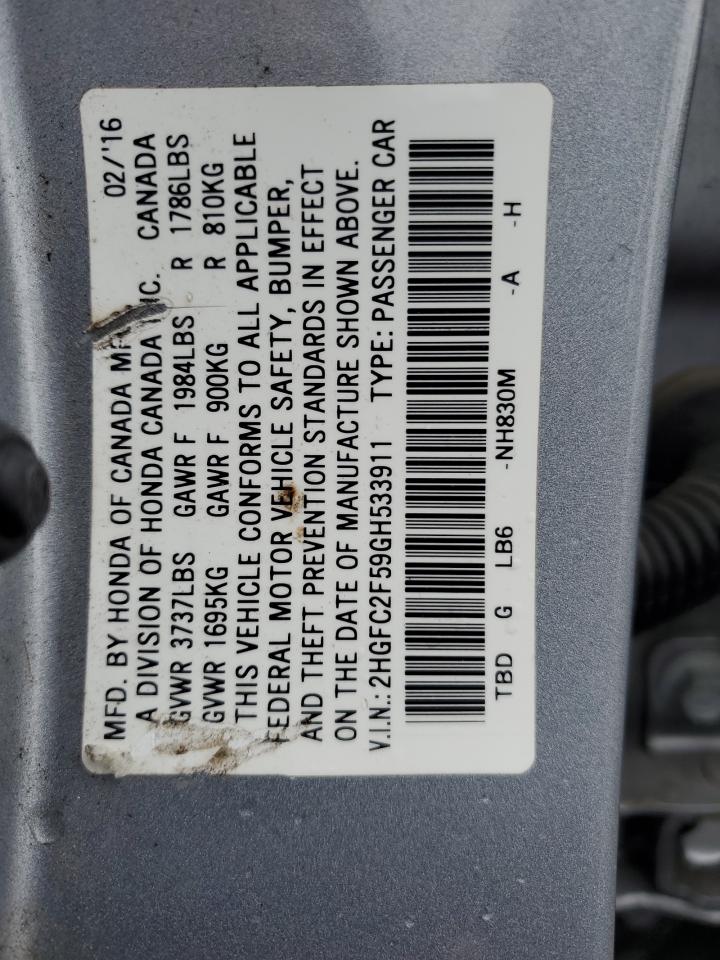 MFD. BY HONDA OF CANADA 02/'16
A DIVISION OF HONDA CANADA CANADA
GVWR 3737LBS GAWR F 1984LBS R 1786LBS
GVWR 1695KG GAWR F 900KG R 810KG
THIS VEHICLE CONFORMS TO ALL APPLICABLE
FEDERAL MOTOR VEHICLE SAFETY, BUMPER,
AND THEFT PREVENTION STANDARDS IN EFFECT
ON THE DATE OF MANUFACTURE SHOWN ABOVE.
V.I.N.: 2HGFC2F59GH533911 TYPE: PASSENGER CAR
TBD G LB6 -NH830M -A -H